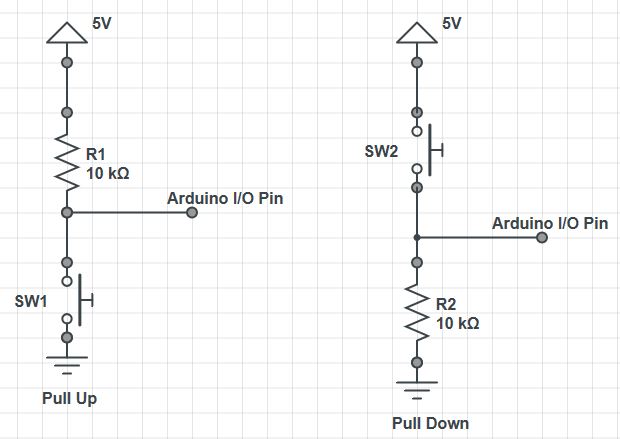 5V
R1
10 kΩ
Arduino I/O Pin
SW1
Pull Up
5V
SW2
Arduino I/O Pin
R2
10 kΩ
Pull Down